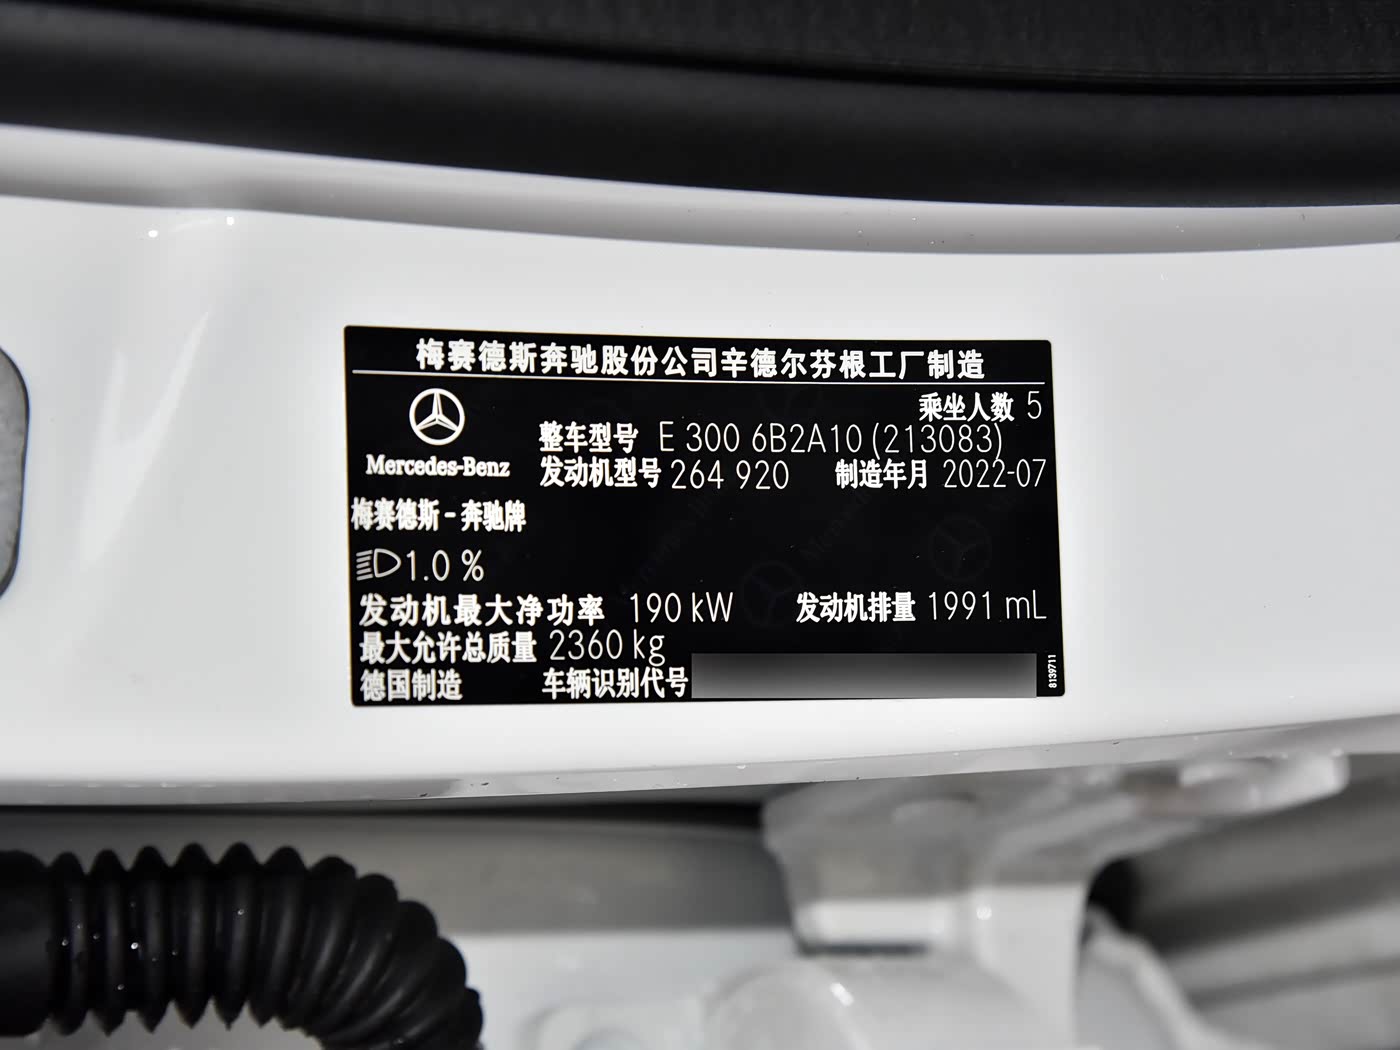 梅赛德斯奔驰股份公司辛德尔芬根工厂制造
乘坐人数 5
Mercedes-Benz
整车型号 E 300 6B2A10 (213083)
发动机型号 264 920 制造年月 2022-07
梅赛德斯-奔驰牌
1.0 %
发动机最大净功率 190 kW 发动机排量 1991 mL
最大允许总质量 2360 kg
德国制造 车辆识别代号
8139711